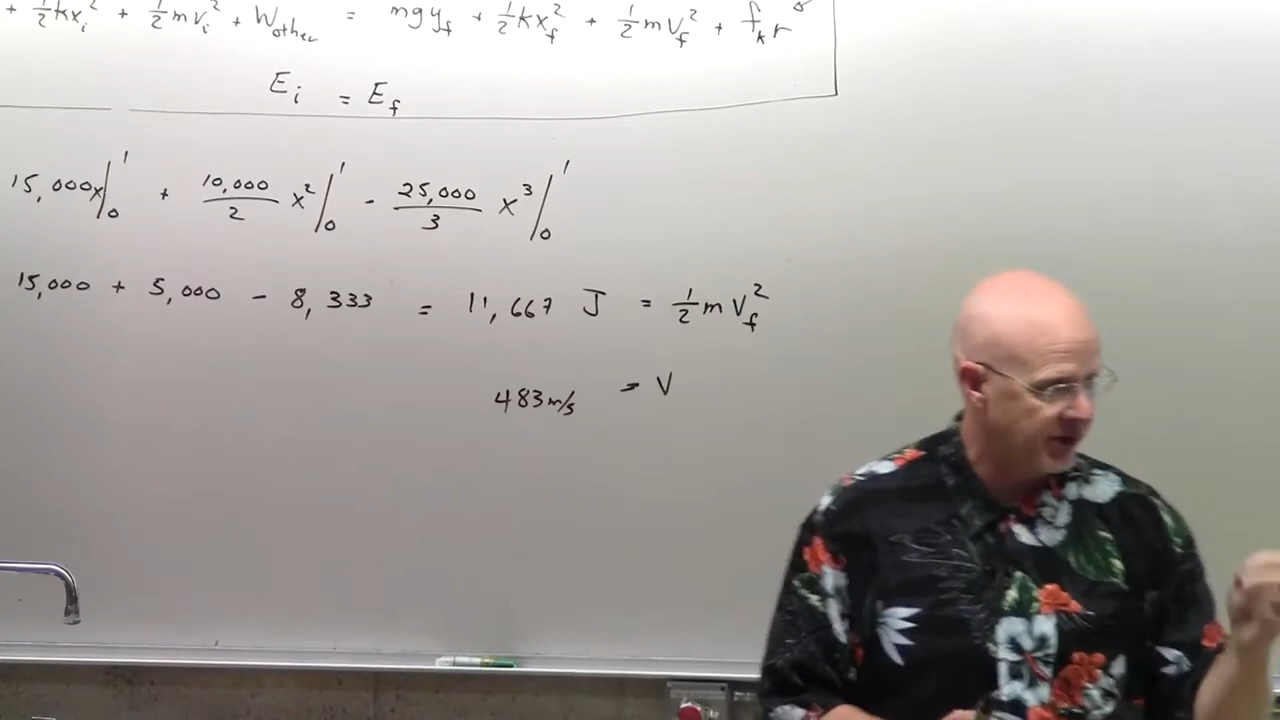 + ½kxᵢ² + ½mvᵢ² + W_other = mgy_f + ½kx_f² + ½mv_f² + f_k r
Eᵢ = E_f
15,000x|₀¹ + 10,000/2 x²|₀¹ - 25,000/3 x³|₀¹
15,000 + 5,000 - 8,333 = 11,667 J = ½mV_f²
483 m/s = V